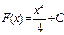 F(x) = x⁴/4 + C